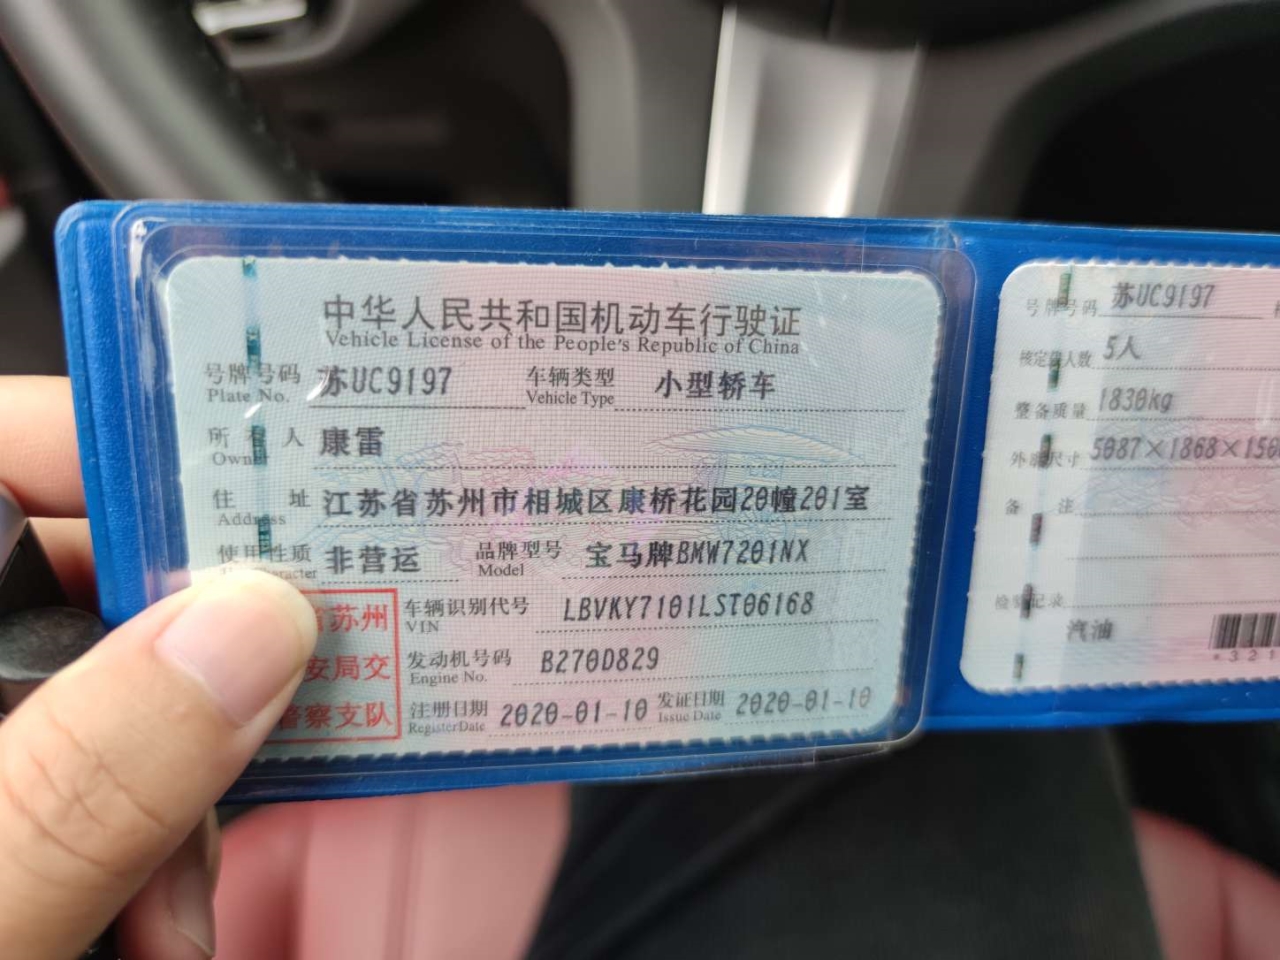 中华人民共和国机动车行驶证
Vehicle License of the People's Republic of China
号牌号码 苏UC9197 车辆类型 小型轿车
Plate No. Vehicle Type
所有人 康雷
Owner
住址 江苏省苏州市相城区康桥花园20幢201室
Address
使用性质 非营运 品牌型号 宝马牌BMW7201NX
Model
苏州 车辆识别代号 LBVKY7101LST06168
VIN
安局交 发动机号码 B270D829
Engine No.
警察支队 注册日期 2020-01-10 发证日期 2020-01-10
Register Date Issue Date
号牌号码 苏UC9197
核定载人数 5人
整备质量 1830kg
外廓尺寸 5087×1868×150
备注
检验记录
汽油
*321